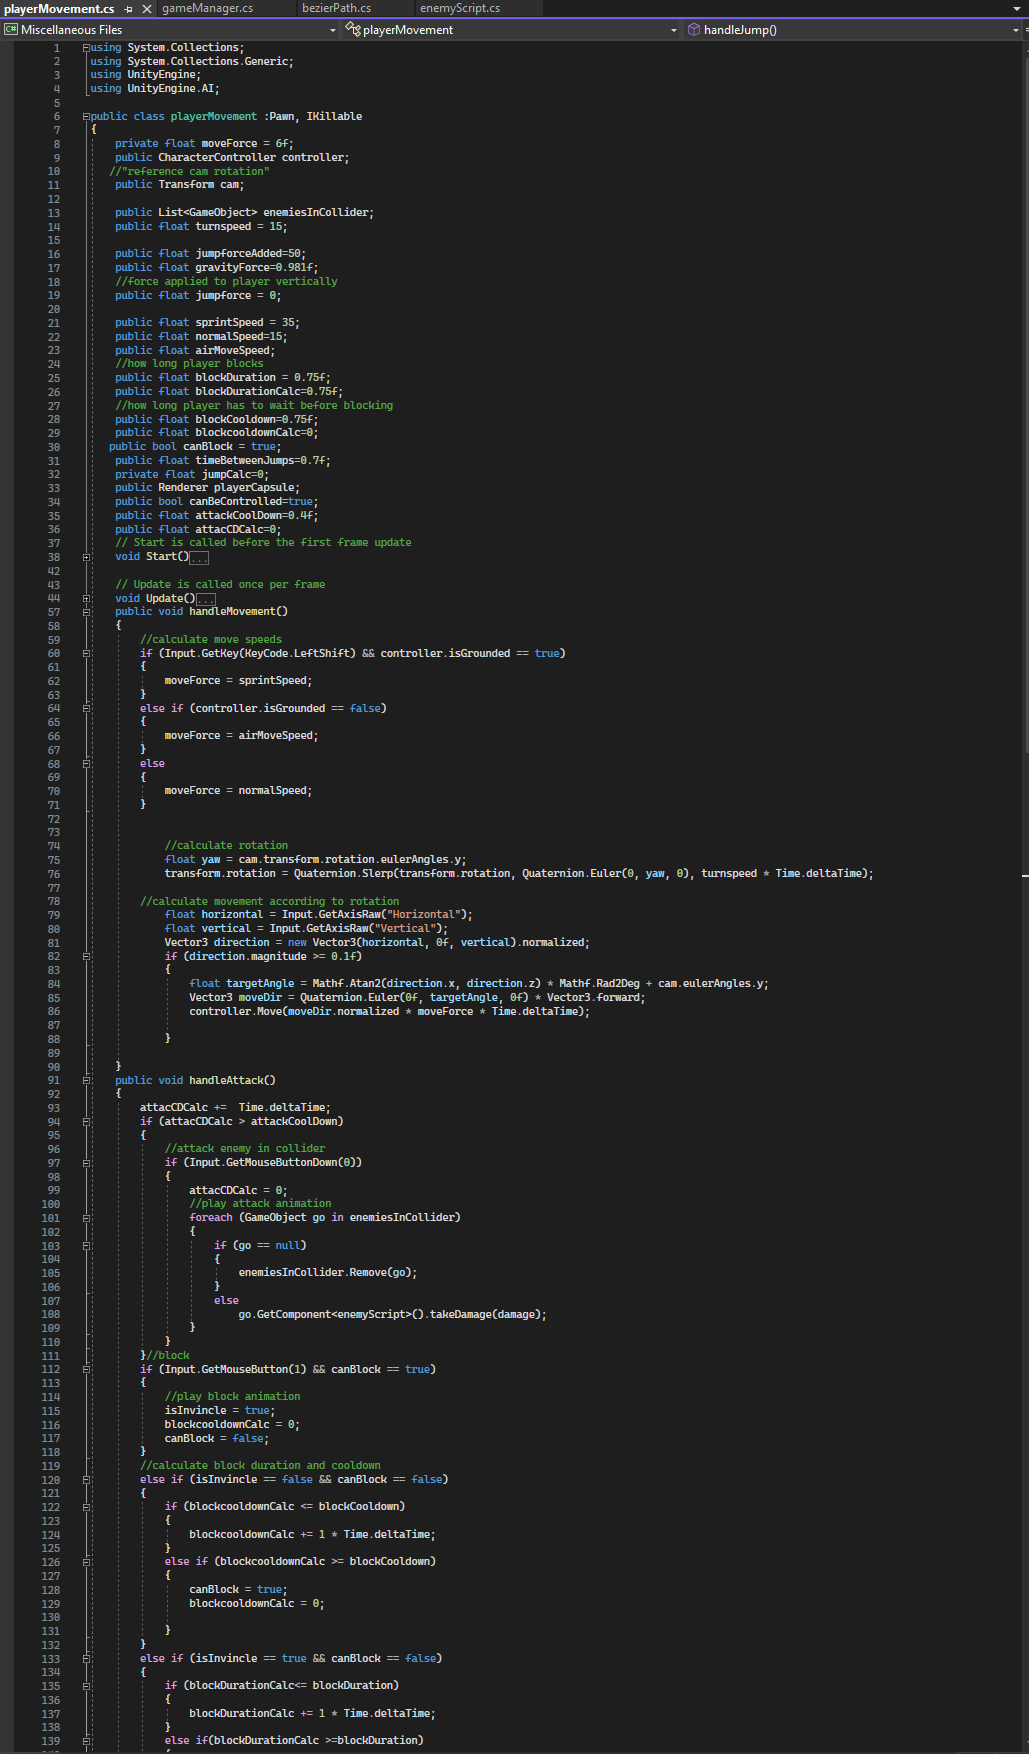 playerMovement.cs gameManager.cs bezierPath.cs enemyScript.cs
C# Miscellaneous Files playerMovement handleJump()
1 using System.Collections;
2 using System.Collections.Generic;
3 using UnityEngine;
4 using UnityEngine.AI;
5
6 public class playerMovement :Pawn, IKillable
7 {
8 private float moveForce = 6f;
9 public CharacterController controller;
10 //"reference cam rotation"
11 public Transform cam;
12
13 public List<GameObject> enemiesInCollider;
14 public float turnspeed = 15;
15
16 public float jumpforceAdded=50;
17 public float gravityForce=0.981f;
18 //force applied to player vertically
19 public float jumpforce = 0;
20
21 public float sprintSpeed = 35;
22 public float normalSpeed=15;
23 public float airMoveSpeed;
24 //how long player blocks
25 public float blockDuration = 0.75f;
26 public float blockDurationCalc=0.75f;
27 //how long player has to wait before blocking
28 public float blockCooldown=0.75f;
29 public float blockcooldownCalc=0;
30 public bool canBlock = true;
31 public float timeBetweenJumps=0.7f;
32 private float jumpCalc=0;
33 public Renderer playerCapsule;
34 public bool canBeControlled=true;
35 public float attackCoolDown=0.4f;
36 public float attacCDCalc=0;
37 // Start is called before the first frame update
38 void Start()...
42
43 // Update is called once per frame
44 void Update()...
57 public void handleMovement()
58 {
59 //calculate move speeds
60 if (Input.GetKey(KeyCode.LeftShift) && controller.isGrounded == true)
61 {
62 moveForce = sprintSpeed;
63 }
64 else if (controller.isGrounded == false)
65 {
66 moveForce = airMoveSpeed;
67 }
68 else
69 {
70 moveForce = normalSpeed;
71 }
72
73
74 //calculate rotation
75 float yaw = cam.transform.rotation.eulerAngles.y;
76 transform.rotation = Quaternion.Slerp(transform.rotation, Quaternion.Euler(0, yaw, 0), turnspeed * Time.deltaTime);
77
78 //calculate movement according to rotation
79 float horizontal = Input.GetAxisRaw("Horizontal");
80 float vertical = Input.GetAxisRaw("Vertical");
81 Vector3 direction = new Vector3(horizontal, 0f, vertical).normalized;
82 if (direction.magnitude >= 0.1f)
83 {
84 float targetAngle = Mathf.Atan2(direction.x, direction.z) * Mathf.Rad2Deg + cam.eulerAngles.y;
85 Vector3 moveDir = Quaternion.Euler(0f, targetAngle, 0f) * Vector3.forward;
86 controller.Move(moveDir.normalized * moveForce * Time.deltaTime);
87
88 }
89
90 }
91 public void handleAttack()
92 {
93 attacCDCalc += Time.deltaTime;
94 if (attacCDCalc > attackCoolDown)
95 {
96 //attack enemy in collider
97 if (Input.GetMouseButtonDown(0))
98 {
99 attacCDCalc = 0;
100 //play attack animation
101 foreach (GameObject go in enemiesInCollider)
102 {
103 if (go == null)
104 {
105 enemiesInCollider.Remove(go);
106 }
107 else
108 go.GetComponent<enemyScript>().takeDamage(damage);
109 }
110 }
111 }//block
112 if (Input.GetMouseButton(1) && canBlock == true)
113 {
114 //play block animation
115 isInvincle = true;
116 blockcooldownCalc = 0;
117 canBlock = false;
118 }
119 //calculate block duration and cooldown
120 else if (isInvincle == false && canBlock == false)
121 {
122 if (blockcooldownCalc <= blockCooldown)
123 {
124 blockcooldownCalc += 1 * Time.deltaTime;
125 }
126 else if (blockcooldownCalc >= blockCooldown)
127 {
128 canBlock = true;
129 blockcooldownCalc = 0;
130
131 }
132 }
133 else if (isInvincle == true && canBlock == false)
134 {
135 if (blockDurationCalc<= blockDuration)
136 {
137 blockDurationCalc += 1 * Time.deltaTime;
138 }
139 else if(blockDurationCalc >=blockDuration)